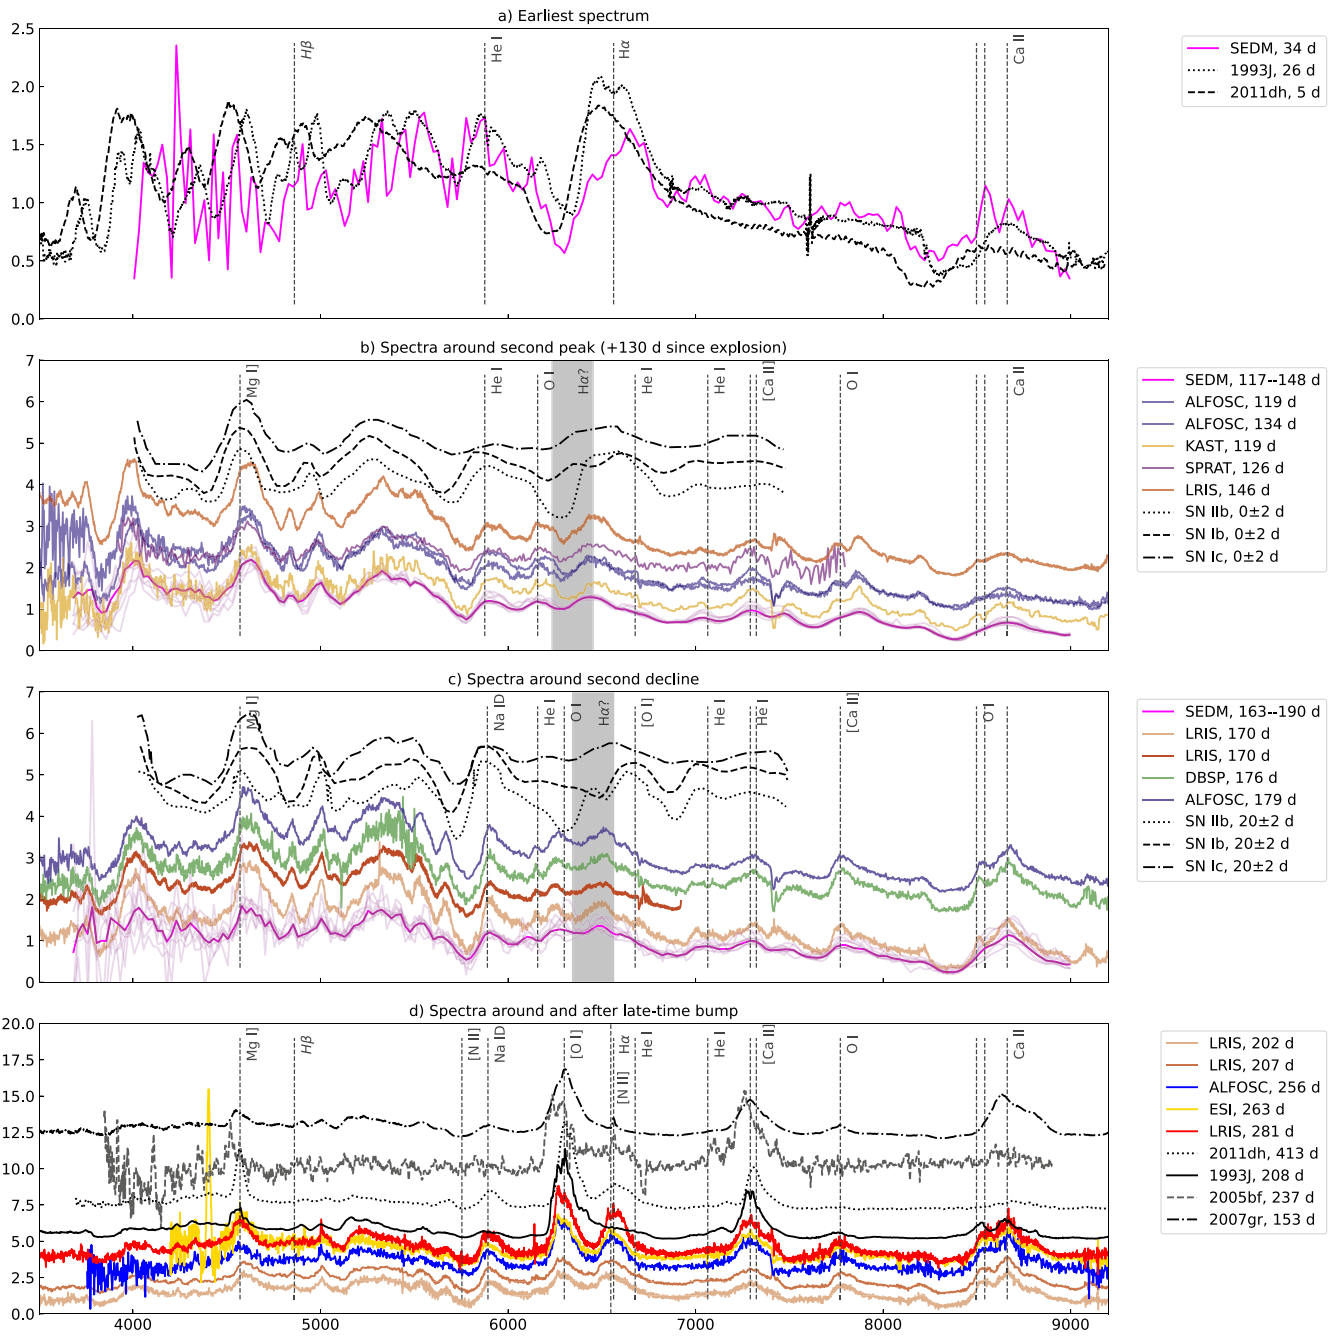 a) Earliest spectrum
2.5
2.0
1.5
1.0
0.5
0.0
Hβ
He I
Hα
Ca II
SEDM, 34 d
1993J, 26 d
2011dh, 5 d
b) Spectra around second peak (+130 d since explosion)
7
6
5
4
3
2
1
0
Mg I]
He I
O I
Hα?
He I
He I
[Ca II]
O I
Ca II
SEDM, 117--148 d
ALFOSC, 119 d
ALFOSC, 134 d
KAST, 119 d
SPRAT, 126 d
LRIS, 146 d
SN IIb, 0±2 d
SN Ib, 0±2 d
SN Ic, 0±2 d
c) Spectra around second decline
7
6
5
4
3
2
1
0
Mg I]
Na ID
He I
O I
Hα?
[O I]
He I
He I
[Ca II]
O I
SEDM, 163--190 d
LRIS, 170 d
LRIS, 170 d
DBSP, 176 d
ALFOSC, 179 d
SN IIb, 20±2 d
SN Ib, 20±2 d
SN Ic, 20±2 d
d) Spectra around and after late-time bump
20.0
17.5
15.0
12.5
10.0
7.5
5.0
2.5
0.0
Mg I]
Hβ
[N II]
Na ID
[O I]
Hα
[N II]
He I
He I
[Ca II]
O I
Ca II
LRIS, 202 d
LRIS, 207 d
ALFOSC, 256 d
ESI, 263 d
LRIS, 281 d
2011dh, 413 d
1993J, 208 d
2005bf, 237 d
2007gr, 153 d
4000 5000 6000 7000 8000 9000